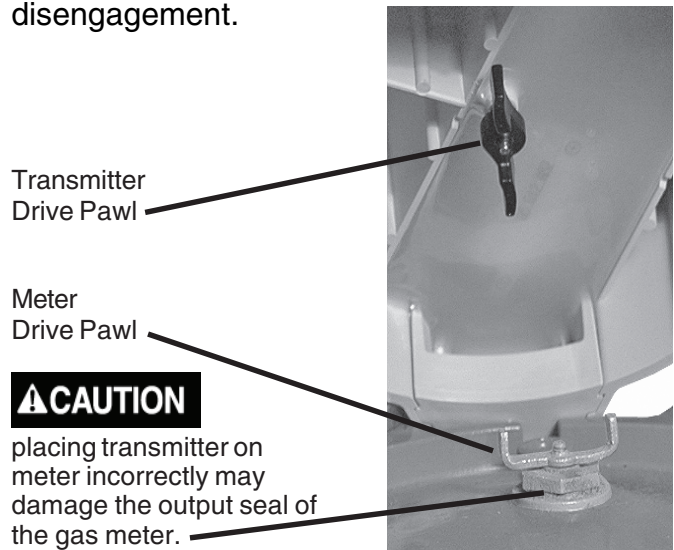 disengagement.
Transmitter
Drive Pawl
Meter
Drive Pawl
CAUTION
placing transmitter on
meter incorrectly may
damage the output seal of
the gas meter.